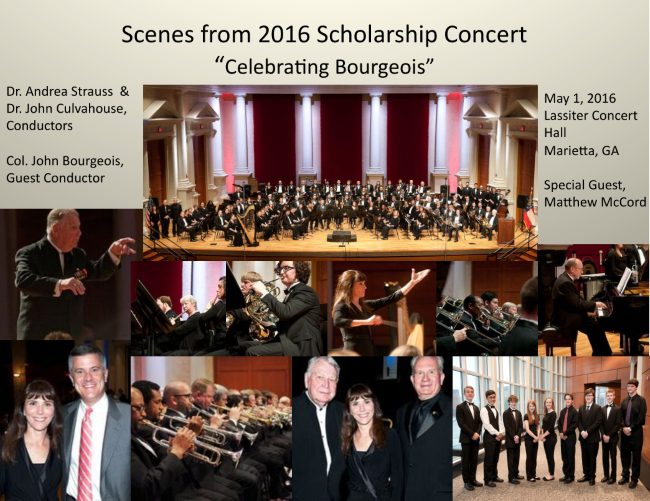 Scenes from 2016 Scholarship Concert
“Celebrating Bourgeois”
Dr. Andrea Strauss &
Dr. John Culvahouse,
Conductors
Col. John Bourgeois,
Guest Conductor
May 1, 2016
Lassiter Concert
Hall
Marietta, GA
Special Guest,
Matthew McCord